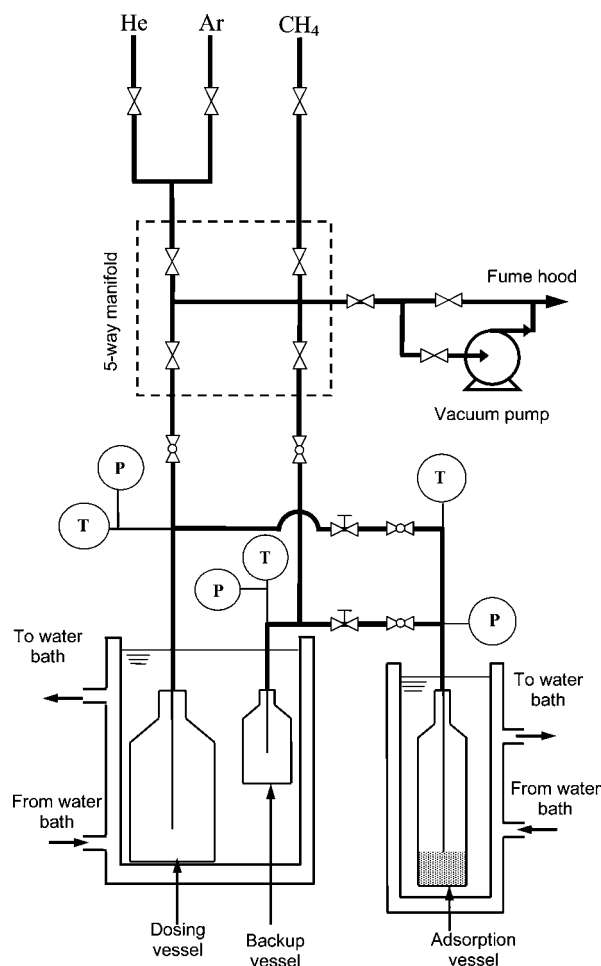 He
Ar
CH₄
5-way manifold
Fume hood
Vacuum pump
P
T
T
T
P
P
To water
bath
To water
bath
From water
bath
From water
bath
Dosing
vessel
Backup
vessel
Adsorption
vessel